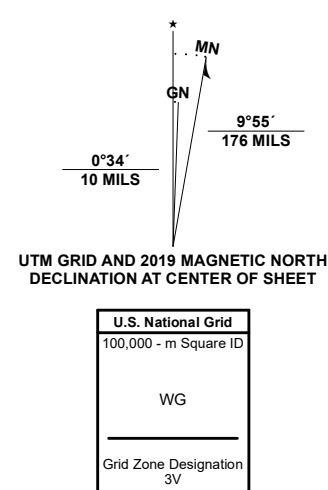 ★
MN
GN
9°55´
176 MILS
0°34´
10 MILS
UTM GRID AND 2019 MAGNETIC NORTH
DECLINATION AT CENTER OF SHEET
U.S. National Grid
100,000 - m Square ID
WG
Grid Zone Designation
3V